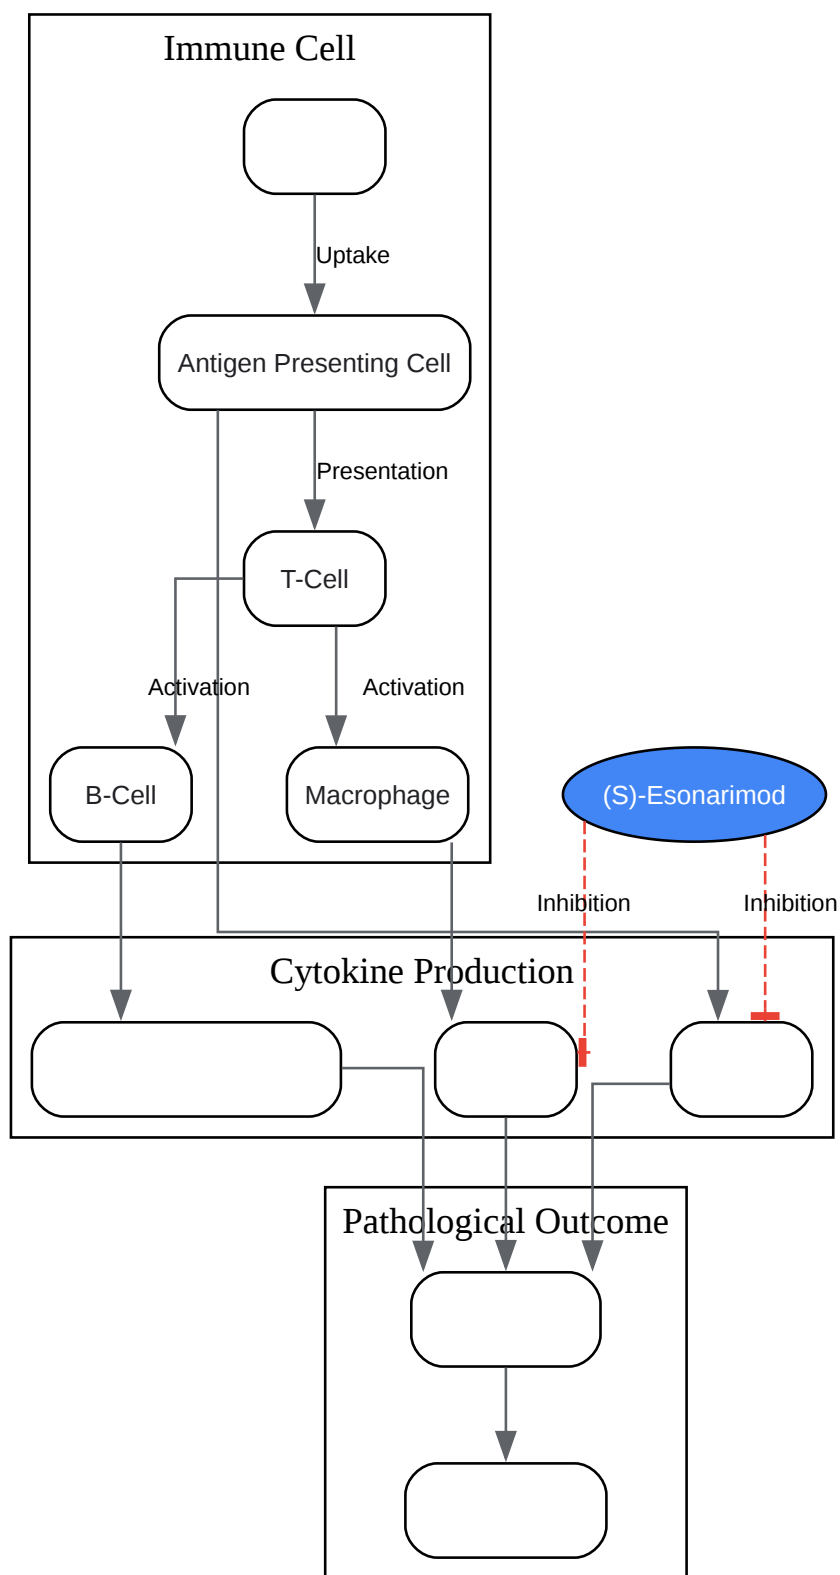 Immune Cell
Uptake
Antigen Presenting Cell
Presentation
T-Cell
Activation
Activation
B-Cell
Macrophage
(S)-Esonarimod
Inhibition
Inhibition
Cytokine Production
Pathological Outcome